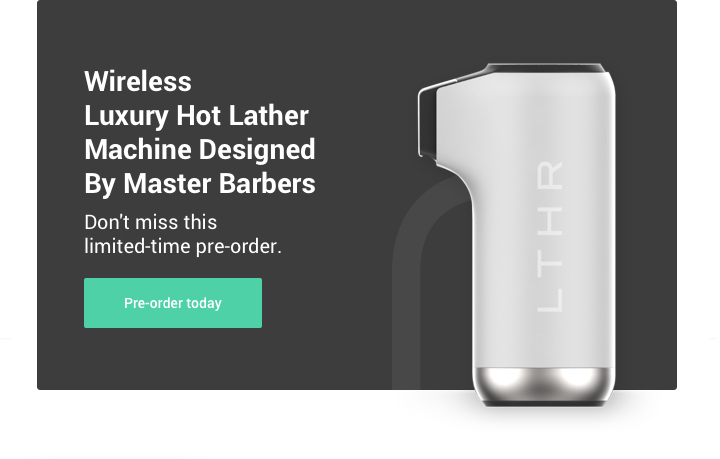 Wireless
Luxury Hot Lather
Machine Designed
By Master Barbers
Don't miss this
limited-time pre-order.
Pre-order today
LTHR